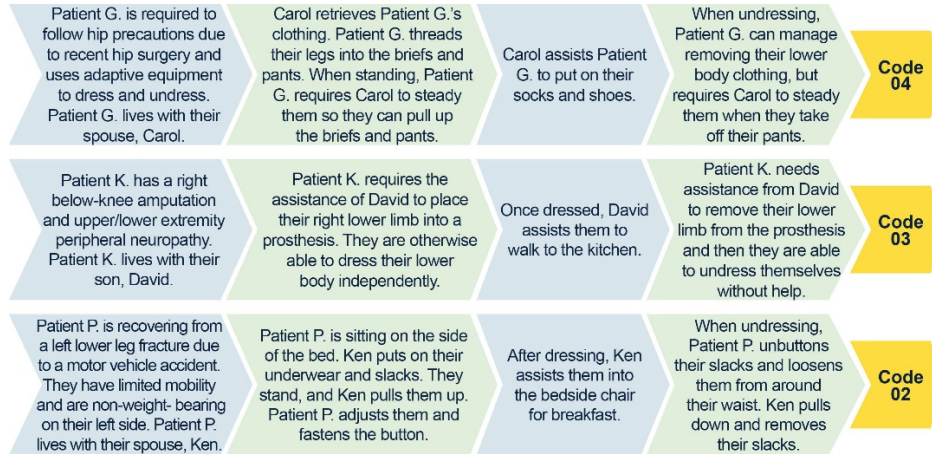 Patient G. is required to
follow hip precautions due
to recent hip surgery and
uses adaptive equipment
to dress and undress.
Patient G. lives with their
spouse, Carol.
Carol retrieves Patient G.'s
clothing. Patient G. threads
their legs into the briefs and
pants. When standing, Patient
G. requires Carol to steady
them so they can pull up
the briefs and pants.
Carol assists Patient
G. to put on their
socks and shoes.
When undressing,
Patient G. can manage
removing their lower
body clothing, but
requires Carol to steady
them when they take
off their pants.
Code
04
Patient K. has a right
below-knee amputation
and upper/lower extremity
peripheral neuropathy.
Patient K. lives with their
son, David.
Patient K. requires the
assistance of David to place
their right lower limb into a
prosthesis. They are otherwise
able to dress their lower
body independently.
Once dressed, David
assists them to
walk to the kitchen.
Patient K. needs
assistance from David
to remove their lower
limb from the prosthesis
and then they are able
to undress themselves
without help.
Code
03
Patient P. is recovering from
a left lower leg fracture due
to a motor vehicle accident.
They have limited mobility
and are non-weight- bearing
on their left side. Patient P.
lives with their spouse, Ken.
Patient P. is sitting on the side
of the bed. Ken puts on their
underwear and slacks. They
stand, and Ken pulls them up.
Patient P. adjusts them and
fastens the button.
After dressing, Ken
assists them into
the bedside chair
for breakfast.
When undressing,
Patient P. unbuttons
their slacks and loosens
them from around
their waist. Ken pulls
down and removes
their slacks.
Code
02